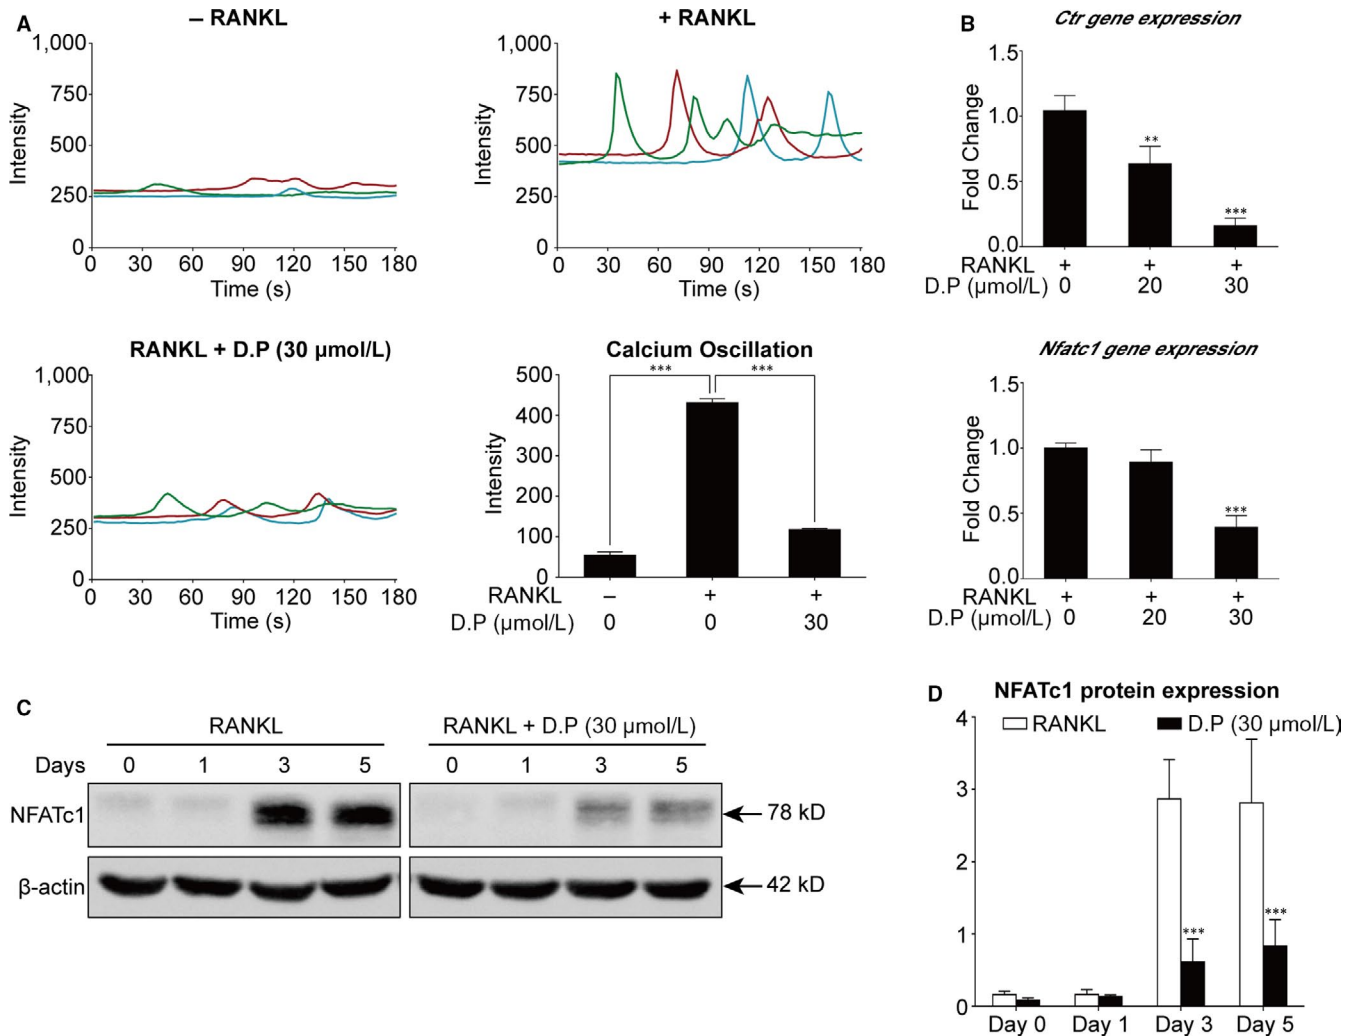 A
– RANKL
1,000
750
500
250
0
Intensity
0 30 60 90 120 150 180
Time (s)
+ RANKL
1,000
750
500
250
0
Intensity
0 30 60 90 120 150 180
Time (s)
RANKL + D.P (30 µmol/L)
1,000
750
500
250
0
Intensity
0 30 60 90 120 150 180
Time (s)
Calcium Oscillation
*** ***
500
400
300
200
100
0
Intensity
RANKL – + +
D.P (µmol/L) 0 0 30
B
Ctr gene expression
1.5
1.0
0.5
0.0
Fold Change
**
***
RANKL + + +
D.P (µmol/L) 0 20 30
Nfatc1 gene expression
1.5
1.0
0.5
0.0
Fold Change
***
RANKL + + +
D.P (µmol/L) 0 20 30
C
RANKL RANKL + D.P (30 µmol/L)
Days 0 1 3 5 0 1 3 5
NFATc1 78 kD
β-actin 42 kD
D
NFATc1 protein expression
RANKL D.P (30 µmol/L)
4
3
2
1
0
***
***
Day 0 Day 1 Day 3 Day 5